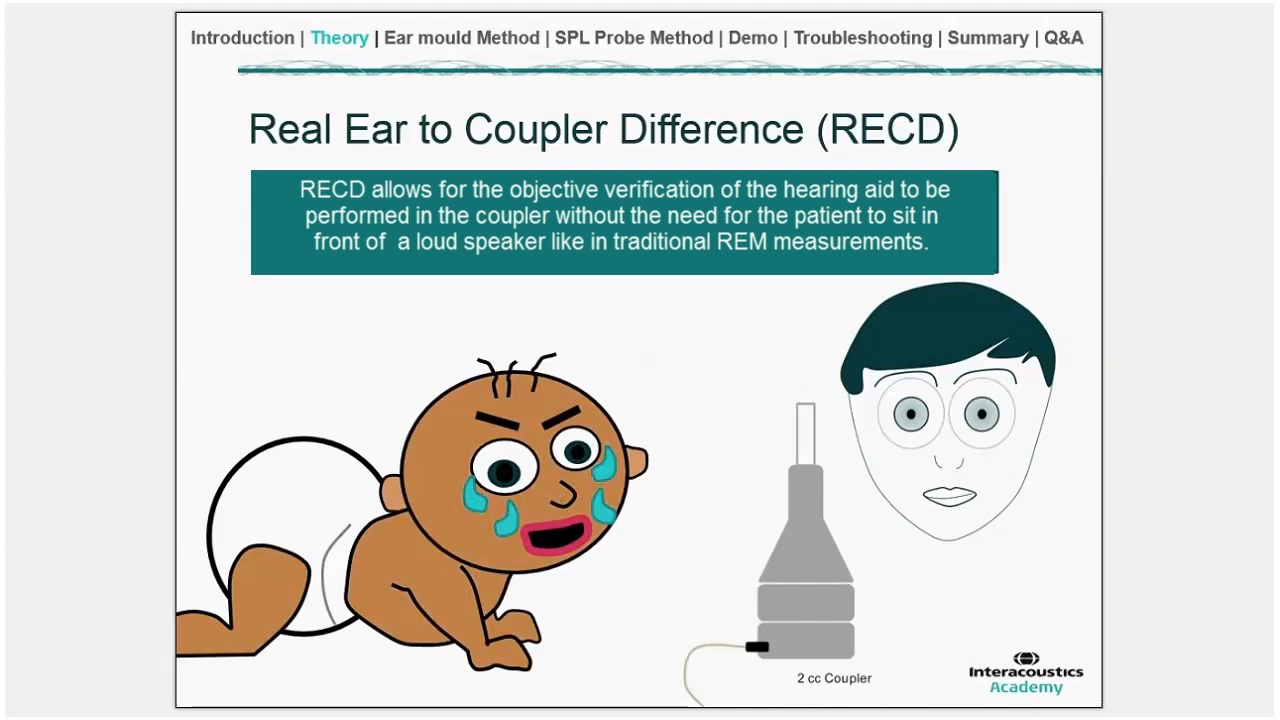 Introduction | Theory | Ear mould Method | SPL Probe Method | Demo | Troubleshooting | Summary | Q&A
Real Ear to Coupler Difference (RECD)
RECD allows for the objective verification of the hearing aid to be
performed in the coupler without the need for the patient to sit in
front of a loud speaker like in traditional REM measurements.
2 cc Coupler
Interacoustics
Academy